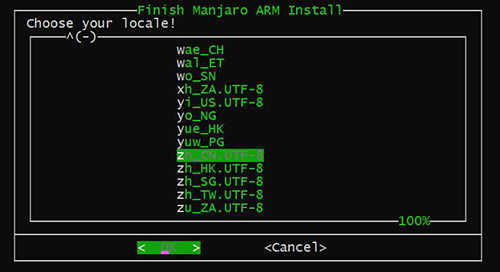 Finish Manjaro ARM Install
Choose your locale!
^(-)
wae_CH
wal_ET
wo_SN
xh_ZA.UTF-8
yi_US.UTF-8
yo_NG
yue_HK
yuw_PG
zh_CN.UTF-8
zh_HK.UTF-8
zh_SG.UTF-8
zh_TW.UTF-8
zu_ZA.UTF-8
100%
< OK > <Cancel>